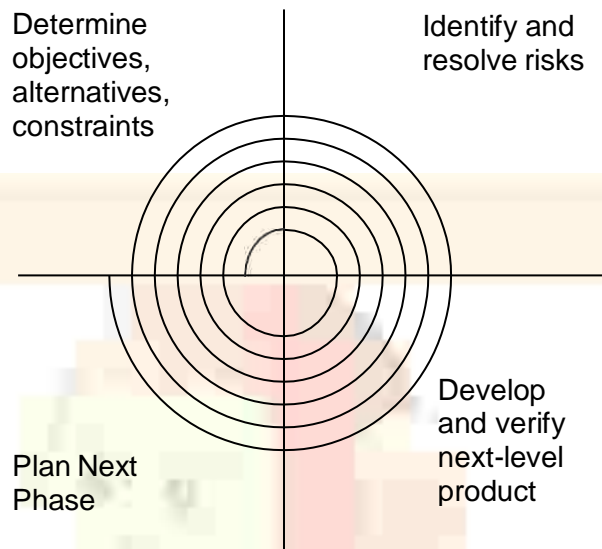 Determine
objectives,
alternatives,
constraints
Identify and
resolve risks
Develop
and verify
next-level
product
Plan Next
Phase